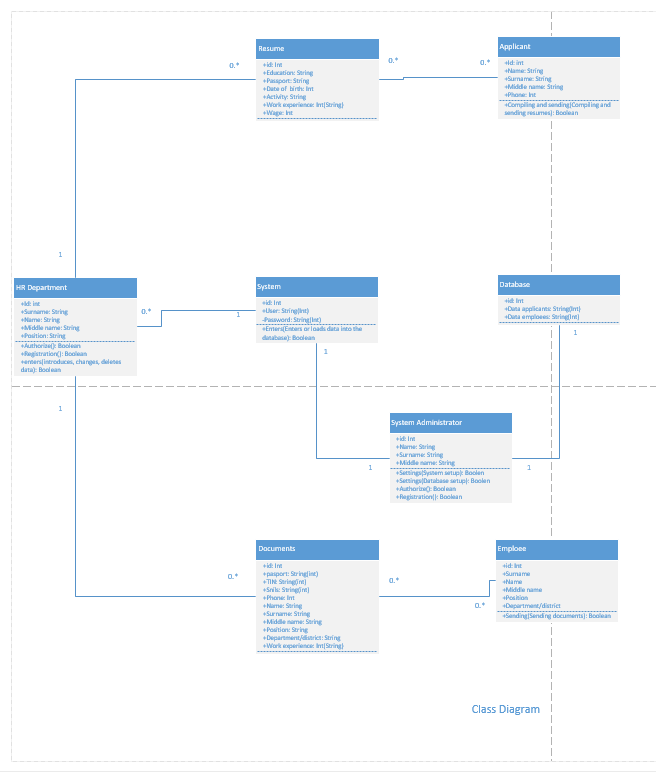 Resume
+id: Int
+Education: String
+Passport: String
+Date of birth: Int
+Activity: String
+Work experience: Int(String)
+Wage: Int
0.*
0.*
Applicant
+id: int
+Name: String
+Surname: String
+Middle name: String
+Phone: Int
+Compiling and sending(Compiling and
sending resumes): Boolean
0.*
1
HR Department
+Id: int
+Surname: String
+Name: String
+Middle name: String
+Position: String
+Authorize(): Boolean
+Registration(): Boolean
+enters(introduces, changes, deletes
data): Boolean
0.*
1
System
+id: Int
+User: String(Int)
-Password: String(Int)
+Enters(Enters or loads data into the
database): Boolean
1
Database
+id: Int
+Data applicants: String(Int)
+Data emploees: String(Int)
1
System Administrator
+id: Int
+Name: String
+Surname: String
+Middle name: String
+Settings(System setup): Boolen
+Settings(Database setup): Boolen
+Authorize(): Boolean
+Registration(): Boolean
1
1
1
Documents
+id: Int
+pasport: String(int)
+TIN: String(int)
+Snils: String(int)
+Phone: Int
+Name: String
+Surname: String
+Middle name: String
+Position: String
+Department/district: String
+Work experience: Int(String)
0.*
0.*
Emploee
+id: Int
+Surname
+Name
+Middle name
+Position
+Department/district
+Sending(Sending documents): Boolean
0.*
Class Diagram